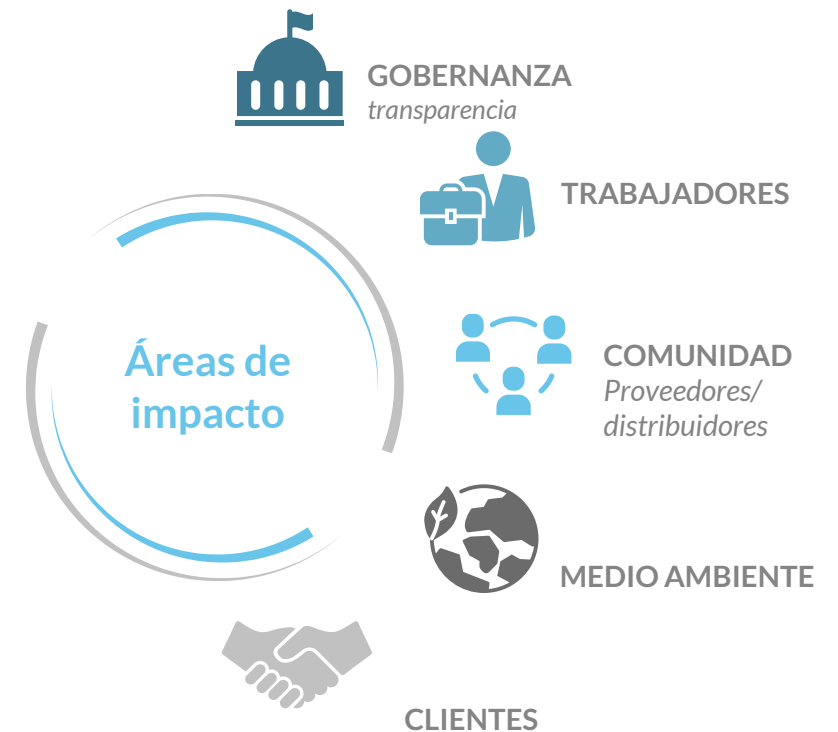 GOBERNANZA
transparencia
TRABAJADORES
Áreas de
impacto
COMUNIDAD
Proveedores/
distribuidores
MEDIO AMBIENTE
CLIENTES